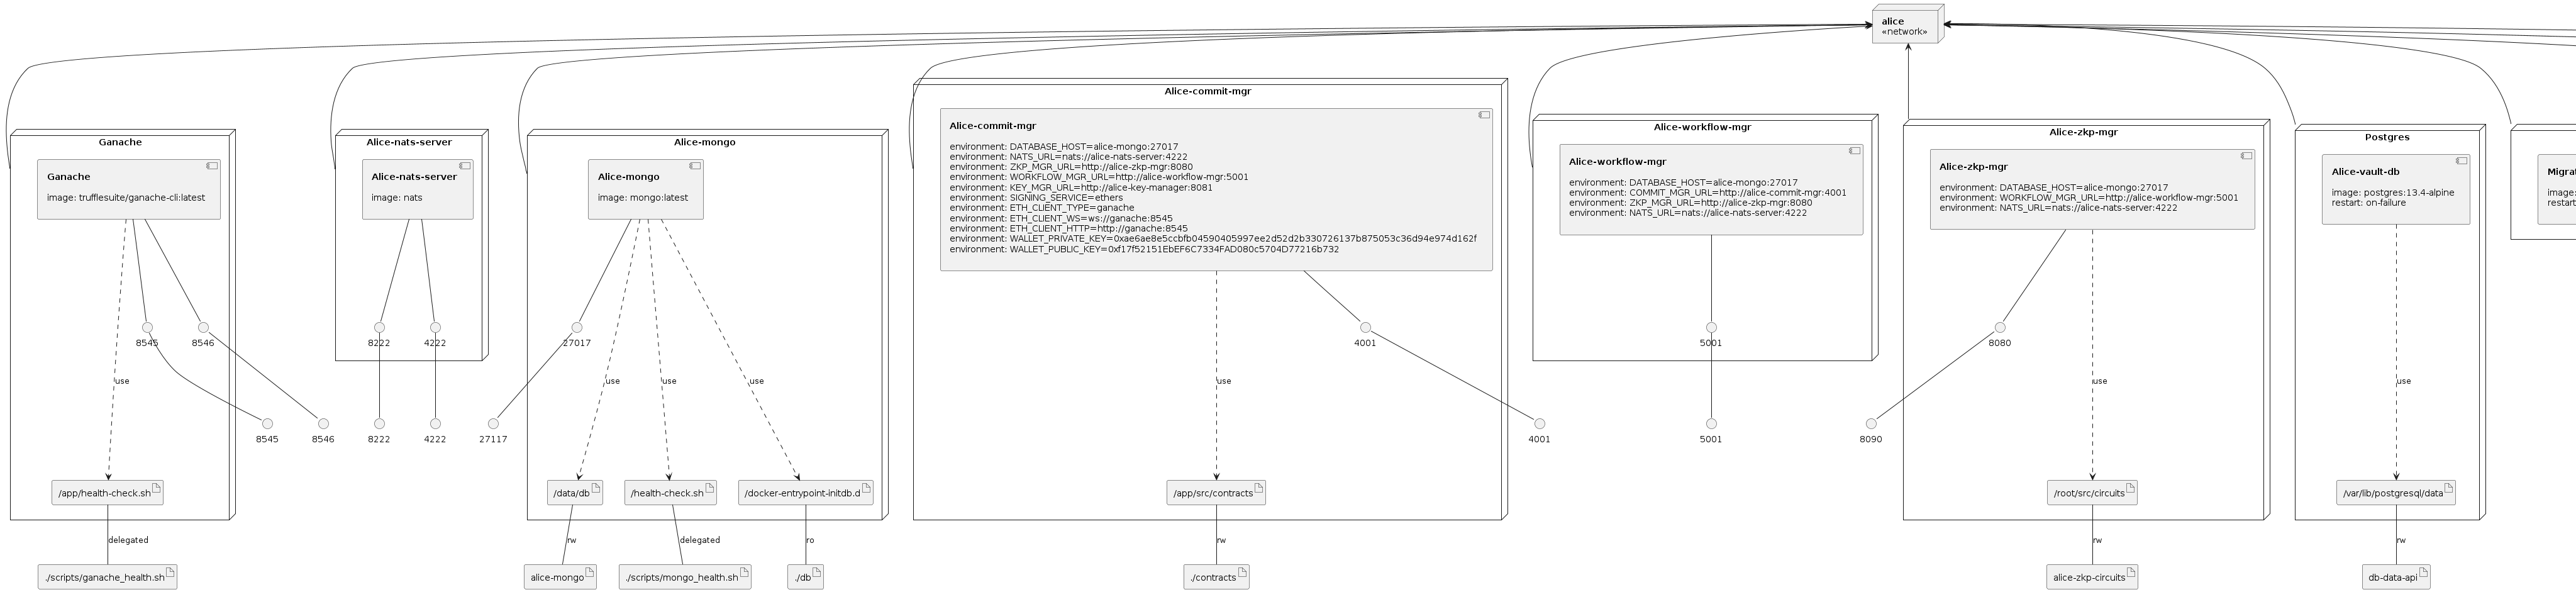 alice
«network»
Ganache
Ganache
image: trufflesuite/ganache-cli:latest
8545
8546
use
8545
8546
/app/health-check.sh
delegated
./scripts/ganache_health.sh
Alice-nats-server
Alice-nats-server
image: nats
8222
4222
8222
4222
Alice-mongo
Alice-mongo
image: mongo:latest
27017
use
use
use
27117
/data/db
/health-check.sh
/docker-entrypoint-initdb.d
rw
delegated
ro
alice-mongo
./scripts/mongo_health.sh
./db
Alice-commit-mgr
Alice-commit-mgr
environment: DATABASE_HOST=alice-mongo:27017
environment: NATS_URL=nats://alice-nats-server:4222
environment: ZKP_MGR_URL=http://alice-zkp-mgr:8080
environment: WORKFLOW_MGR_URL=http://alice-workflow-mgr:5001
environment: KEY_MGR_URL=http://alice-key-manager:8081
environment: SIGNING_SERVICE=ethers
environment: ETH_CLIENT_TYPE=ganache
environment: ETH_CLIENT_WS=ws://ganache:8545
environment: ETH_CLIENT_HTTP=http://ganache:8545
environment: WALLET_PRIVATE_KEY=0xae6ae8e5ccbfb04590405997ee2d52d2b330726137b875053c36d94e974d162f
environment: WALLET_PUBLIC_KEY=0xf17f52151EbEF6C7334FAD080c5704D77216b732
4001
use
4001
/app/src/contracts
rw
./contracts
Alice-workflow-mgr
Alice-workflow-mgr
environment: DATABASE_HOST=alice-mongo:27017
environment: COMMIT_MGR_URL=http://alice-commit-mgr:4001
environment: ZKP_MGR_URL=http://alice-zkp-mgr:8080
environment: NATS_URL=nats://alice-nats-server:4222
5001
5001
Alice-zkp-mgr
Alice-zkp-mgr
environment: DATABASE_HOST=alice-mongo:27017
environment: WORKFLOW_MGR_URL=http://alice-workflow-mgr:5001
environment: NATS_URL=nats://alice-nats-server:4222
8080
use
8090
/root/src/circuits
rw
alice-zkp-circuits
Postgres
Alice-vault-db
image: postgres:13.4-alpine
restart: on-failure
use
/var/lib/postgresql/data
rw
db-data-api
Migrat
image:
restart